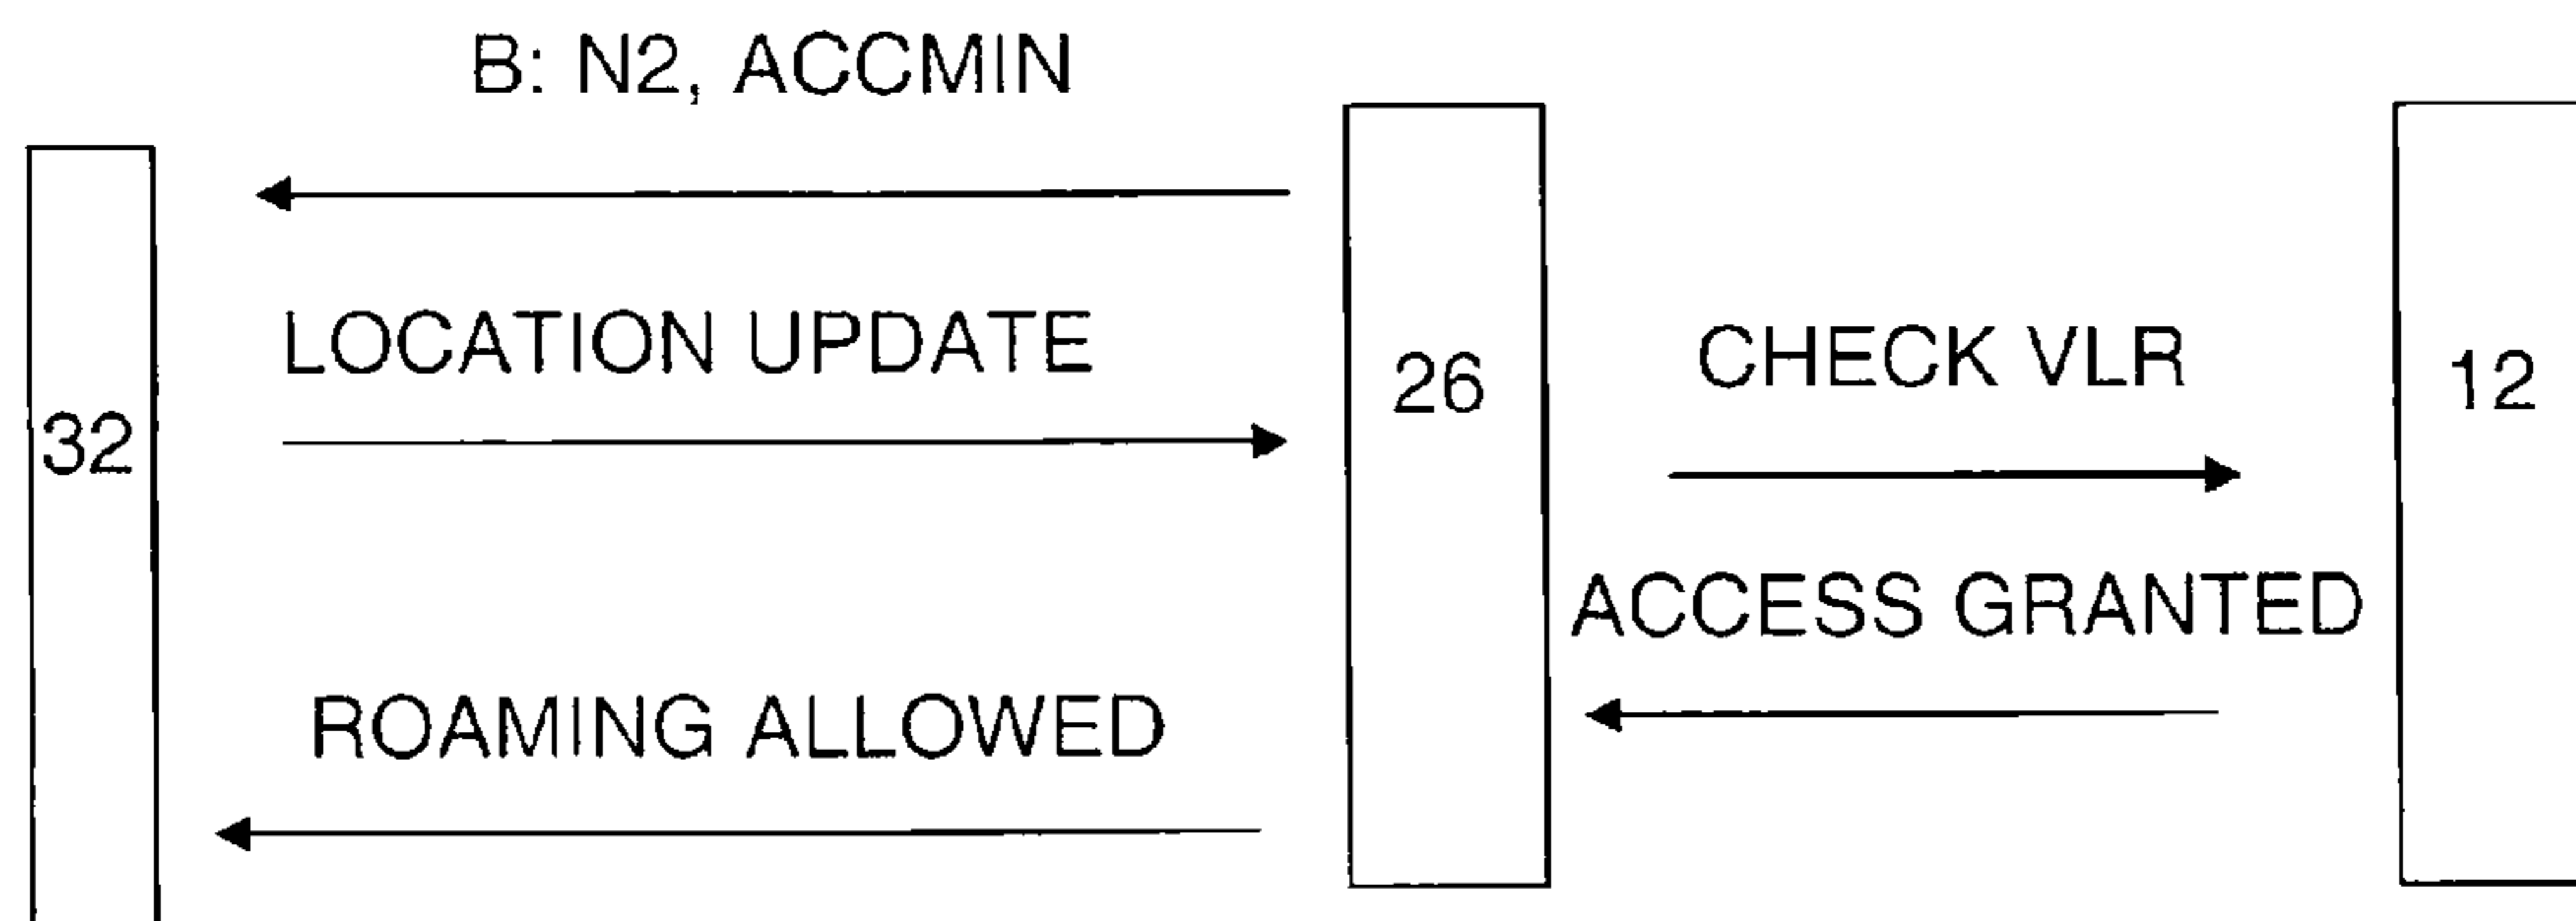 B: N2, ACCMIN
LOCATION UPDATE
CHECK VLR
26
12
32
ACCESS GRANTED
ROAMING ALLOWED